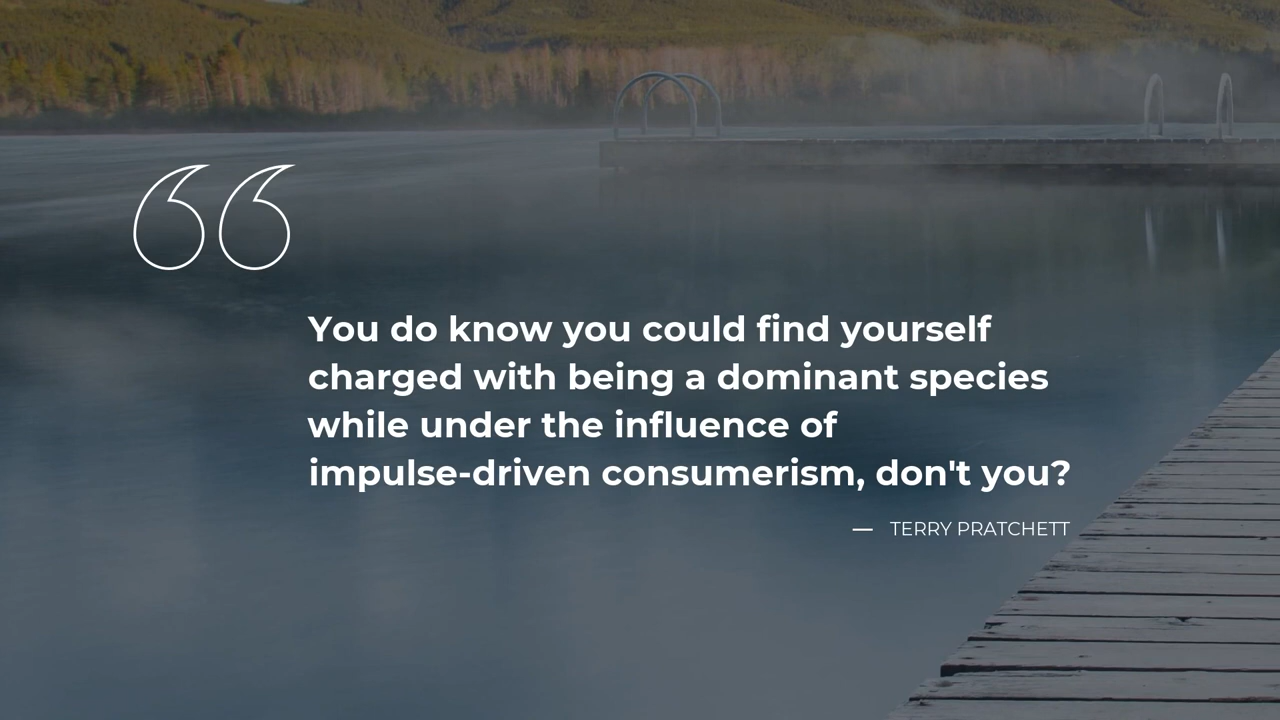 You do know you could find yourself
charged with being a dominant species
while under the influence of
impulse-driven consumerism, don't you?
— TERRY PRATCHETT